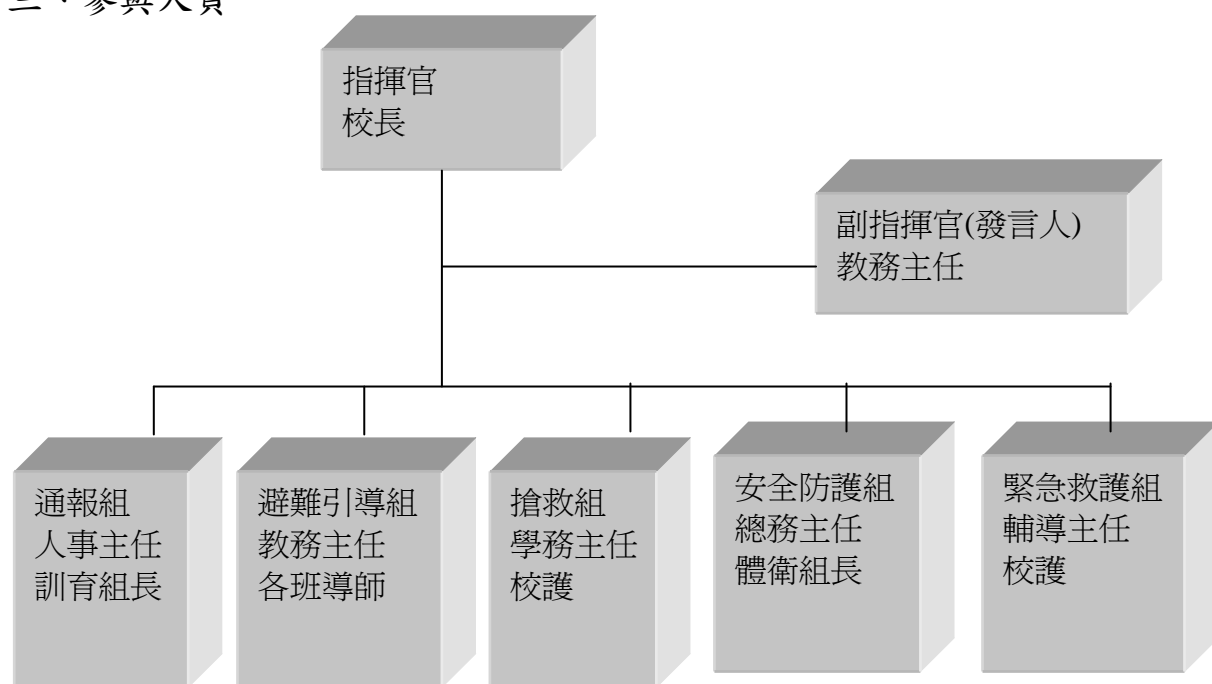 三、參與人員
指揮官
校長
副指揮官(發言人)
教務主任
通報組
人事主任
訓育組長
避難引導組
教務主任
各班導師
搶救組
學務主任
校護
安全防護組
總務主任
體衛組長
緊急救護組
輔導主任
校護